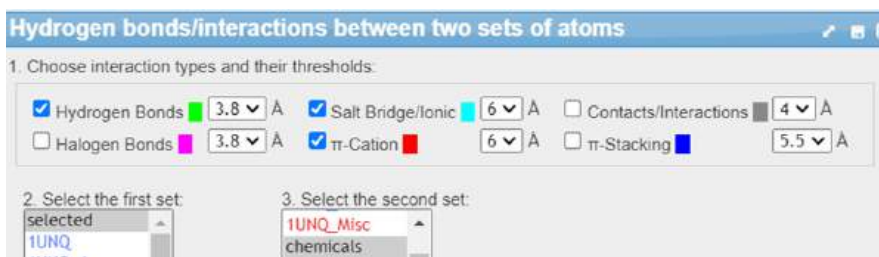 Hydrogen bonds/interactions between two sets of atoms
1. Choose interaction types and their thresholds:
Hydrogen Bonds 3.8 Å Salt Bridge/Ionic 6 Å Contacts/Interactions 4 Å
Halogen Bonds 3.8 Å π-Cation 6 Å π-Stacking 5.5 Å
2. Select the first set: 3. Select the second set:
selected 1UNQ_Misc
1UNQ chemicals